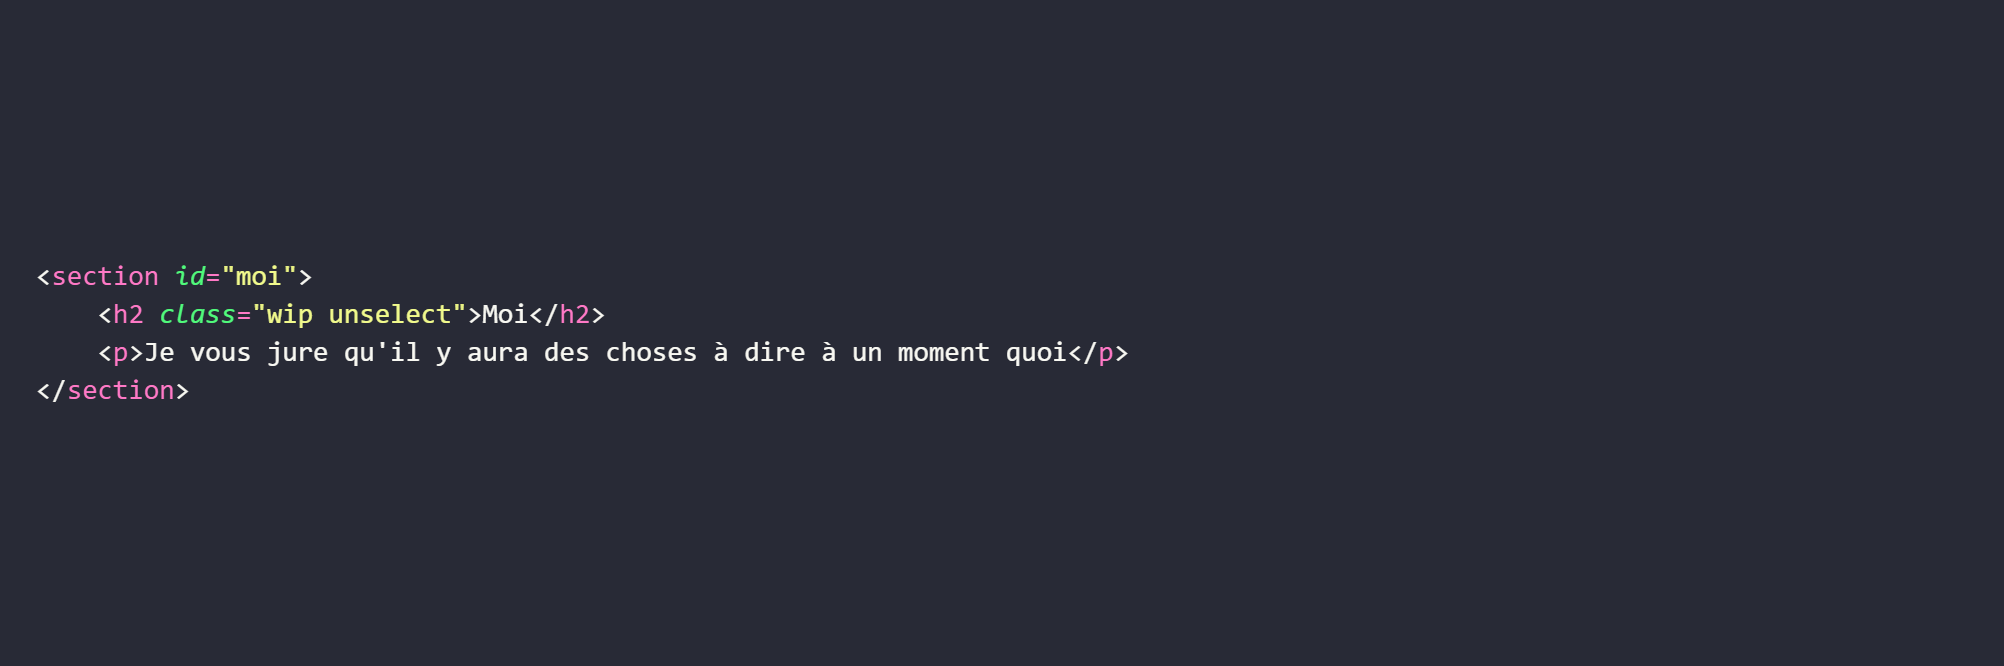 <section id="moi">
    <h2 class="wip unselect">Moi</h2>
    <p>Je vous jure qu'il y aura des choses à dire à un moment quoi</p>
</section>